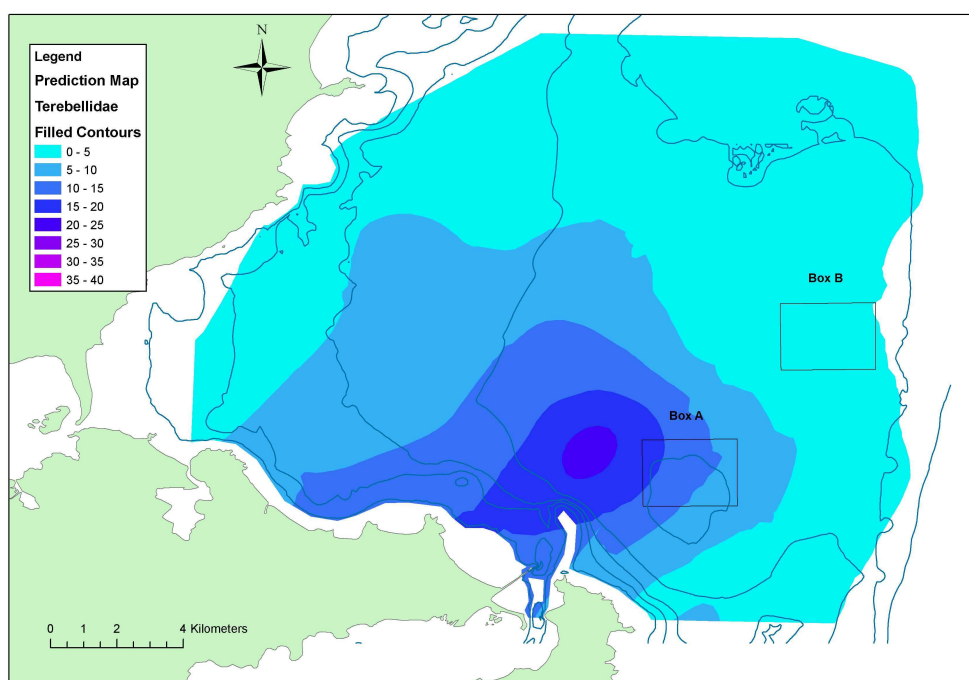 Legend
Prediction Map
Terebellidae
Filled Contours
0 - 5
5 - 10
10 - 15
15 - 20
20 - 25
25 - 30
30 - 35
35 - 40
N
Box B
Box A
0 1 2 4 Kilometers